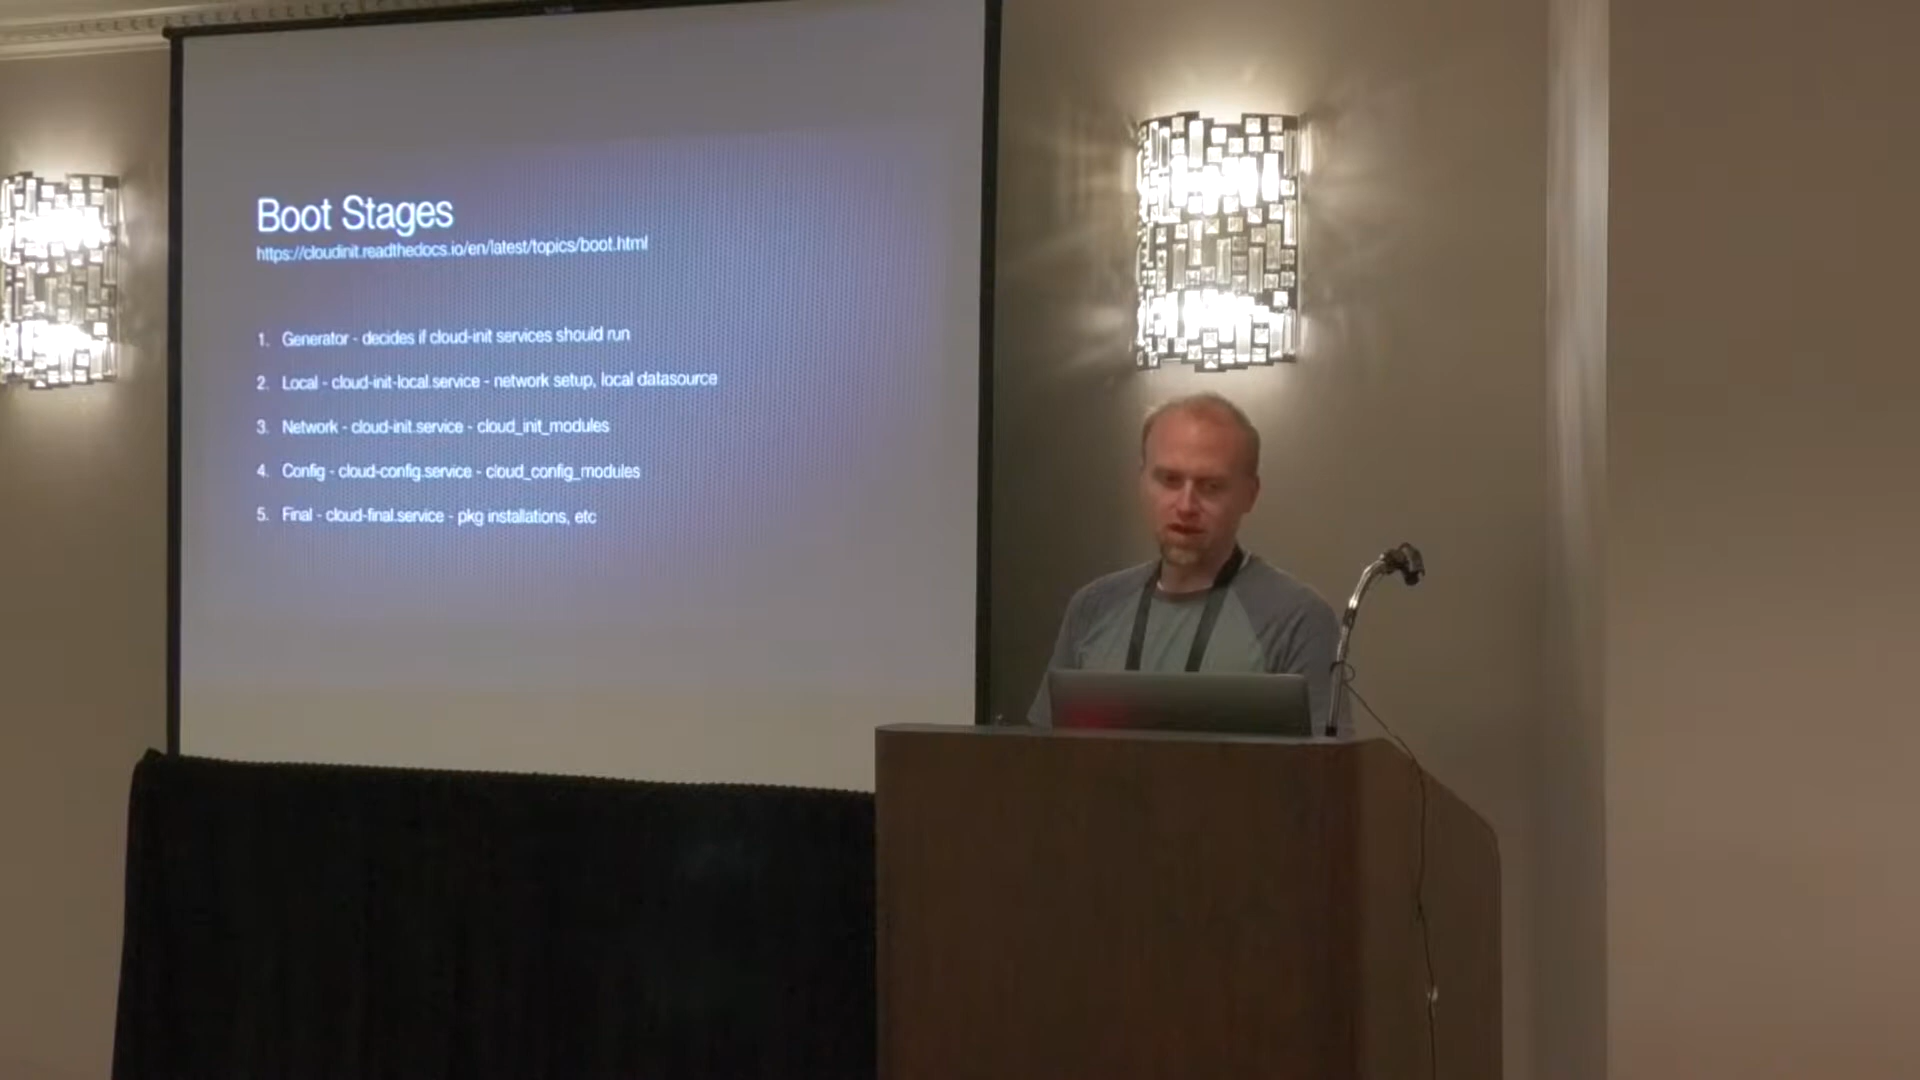 Boot Stages
https://cloudinit.readthedocs.io/en/latest/topics/boot.html
1. Generator - decides if cloud-init services should run
2. Local - cloud-init-local.service - network setup, local datasource
3. Network - cloud-init.service - cloud_init_modules
4. Config - cloud-config.service - cloud_config_modules
5. Final - cloud-final.service - pkg installations, etc